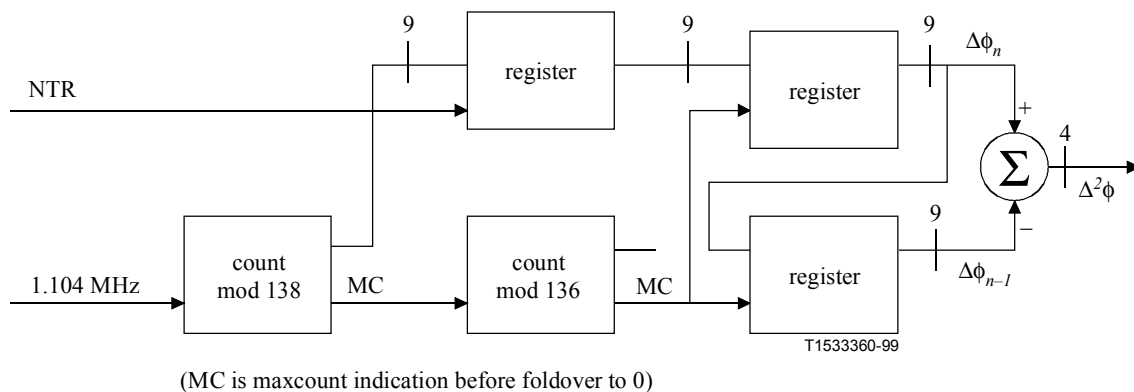 9
9
9
Δϕn
register
register
NTR
+
4
Σ
Δ²ϕ
9
−
count
mod 138
count
mod 136
register
1.104 MHz
MC
MC
Δϕn–1
T1533360-99
(MC is maxcount indication before foldover to 0)